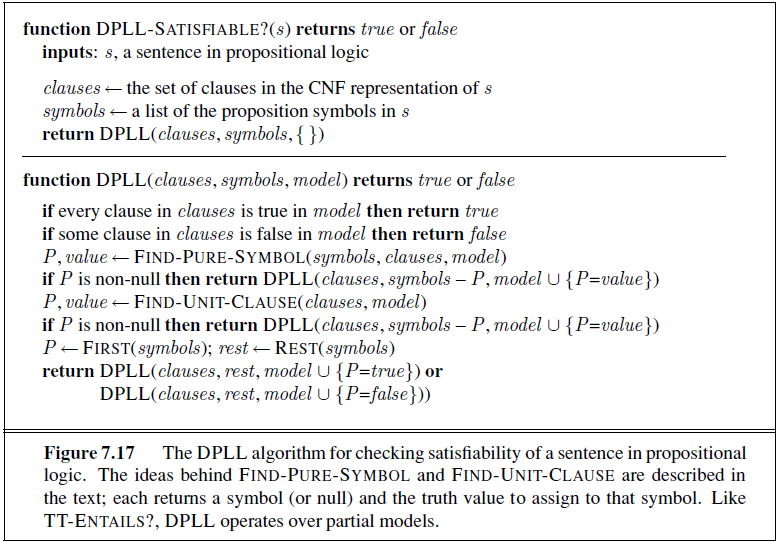 function DPLL-SATISFIABLE?(s) returns true or false
inputs: s, a sentence in propositional logic
clauses ← the set of clauses in the CNF representation of s
symbols ← a list of the proposition symbols in s
return DPLL(clauses, symbols, { })
function DPLL(clauses, symbols, model) returns true or false
if every clause in clauses is true in model then return true
if some clause in clauses is false in model then return false
P, value ← FIND-PURE-SYMBOL(symbols, clauses, model)
if P is non-null then return DPLL(clauses, symbols – P, model ∪ {P=value})
P, value ← FIND-UNIT-CLAUSE(clauses, model)
if P is non-null then return DPLL(clauses, symbols – P, model ∪ {P=value})
P ← FIRST(symbols); rest ← REST(symbols)
return DPLL(clauses, rest, model ∪ {P=true}) or
DPLL(clauses, rest, model ∪ {P=false}))
Figure 7.17 The DPLL algorithm for checking satisfiability of a sentence in propositional
logic. The ideas behind FIND-PURE-SYMBOL and FIND-UNIT-CLAUSE are described in
the text; each returns a symbol (or null) and the truth value to assign to that symbol. Like
TT-ENTAILS?, DPLL operates over partial models.